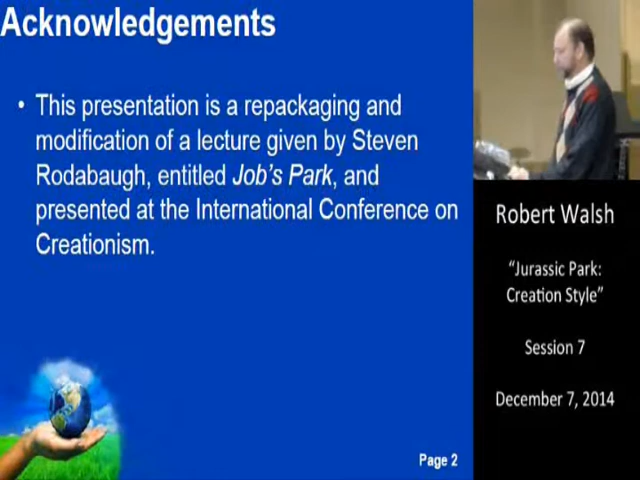 Acknowledgements
• This presentation is a repackaging and
modification of a lecture given by Steven
Rodabaugh, entitled Job's Park, and
presented at the International Conference on
Creationism.
Page 2
Robert Walsh
“Jurassic Park:
Creation Style”
Session 7
December 7, 2014